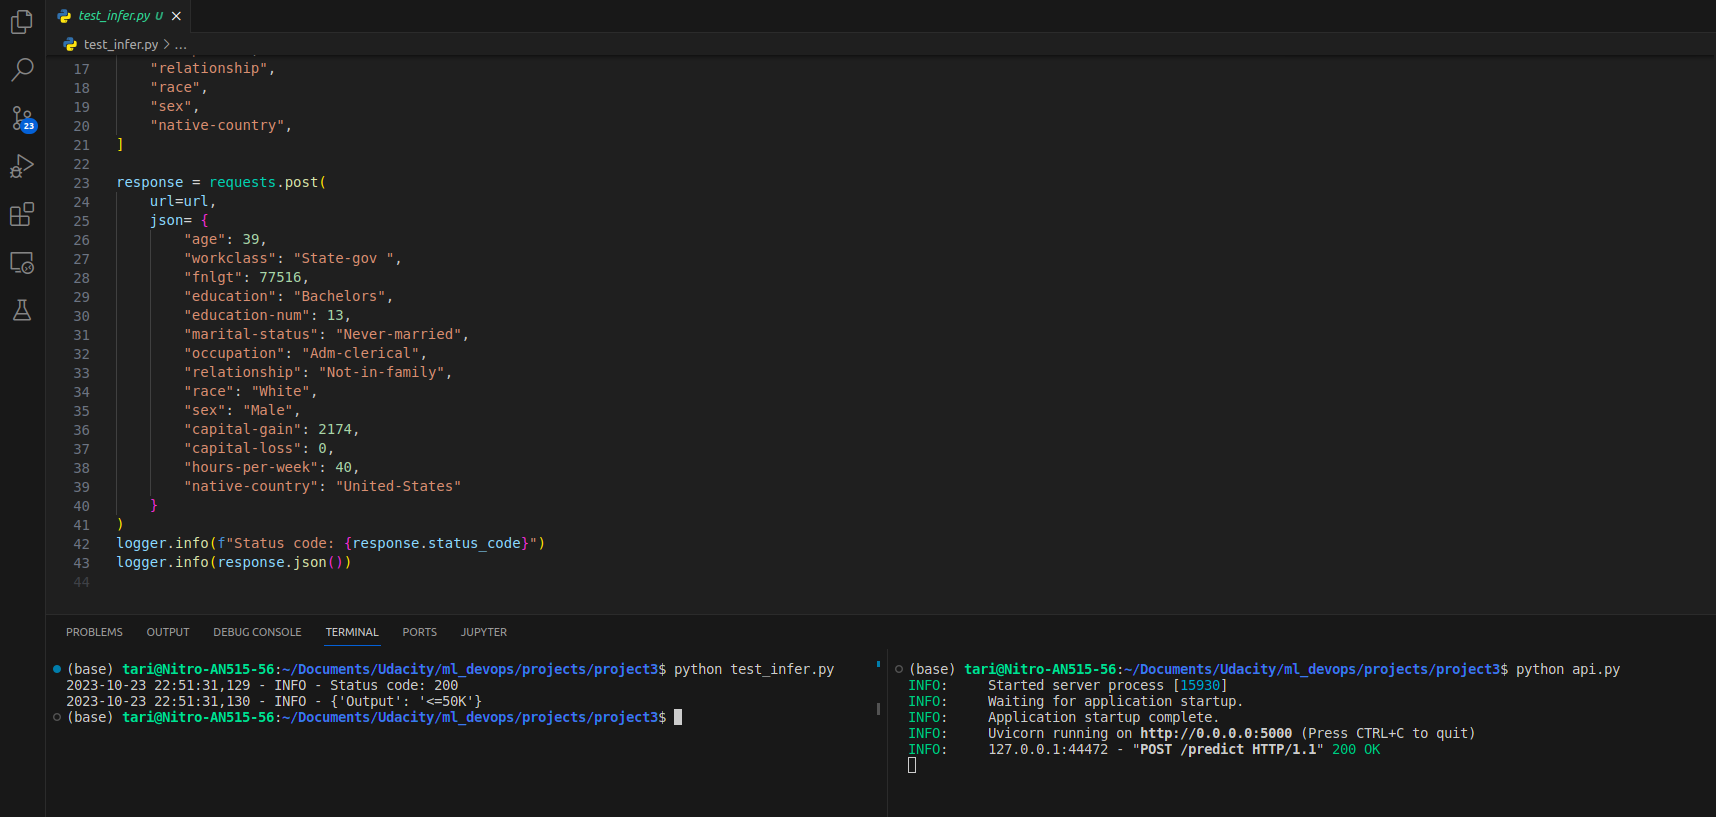 test_infer.py U
test_infer.py > ...
17 "relationship",
18 "race",
19 "sex",
20 "native-country",
21 ]
22
23 response = requests.post(
24 url=url,
25 json= {
26 "age": 39,
27 "workclass": "State-gov ",
28 "fnlgt": 77516,
29 "education": "Bachelors",
30 "education-num": 13,
31 "marital-status": "Never-married",
32 "occupation": "Adm-clerical",
33 "relationship": "Not-in-family",
34 "race": "White",
35 "sex": "Male",
36 "capital-gain": 2174,
37 "capital-loss": 0,
38 "hours-per-week": 40,
39 "native-country": "United-States"
40 }
41 )
42 logger.info(f"Status code: {response.status_code}")
43 logger.info(response.json())
44
23
PROBLEMS OUTPUT DEBUG CONSOLE TERMINAL PORTS JUPYTER
(base) tari@Nitro-AN515-56:~/Documents/Udacity/ml_devops/projects/project3$ python test_infer.py
2023-10-23 22:51:31,129 - INFO - Status code: 200
2023-10-23 22:51:31,130 - INFO - {'Output': '<=50K'}
(base) tari@Nitro-AN515-56:~/Documents/Udacity/ml_devops/projects/project3$
(base) tari@Nitro-AN515-56:~/Documents/Udacity/ml_devops/projects/project3$ python api.py
INFO: Started server process [15930]
INFO: Waiting for application startup.
INFO: Application startup complete.
INFO: Uvicorn running on http://0.0.0.0:5000 (Press CTRL+C to quit)
INFO: 127.0.0.1:44472 - "POST /predict HTTP/1.1" 200 OK